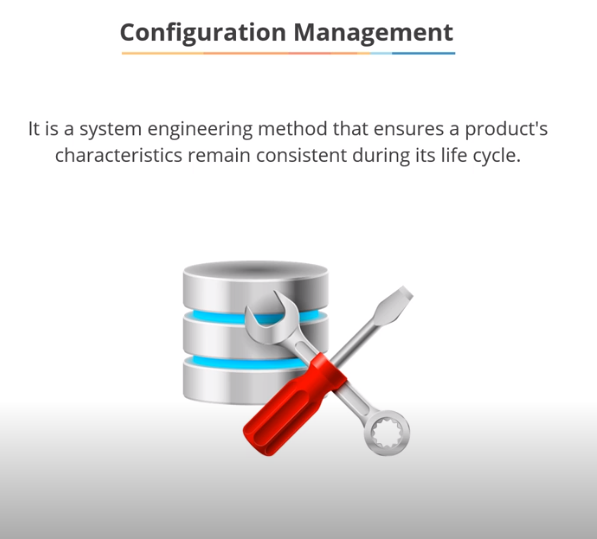 Configuration Management
It is a system engineering method that ensures a product's
characteristics remain consistent during its life cycle.